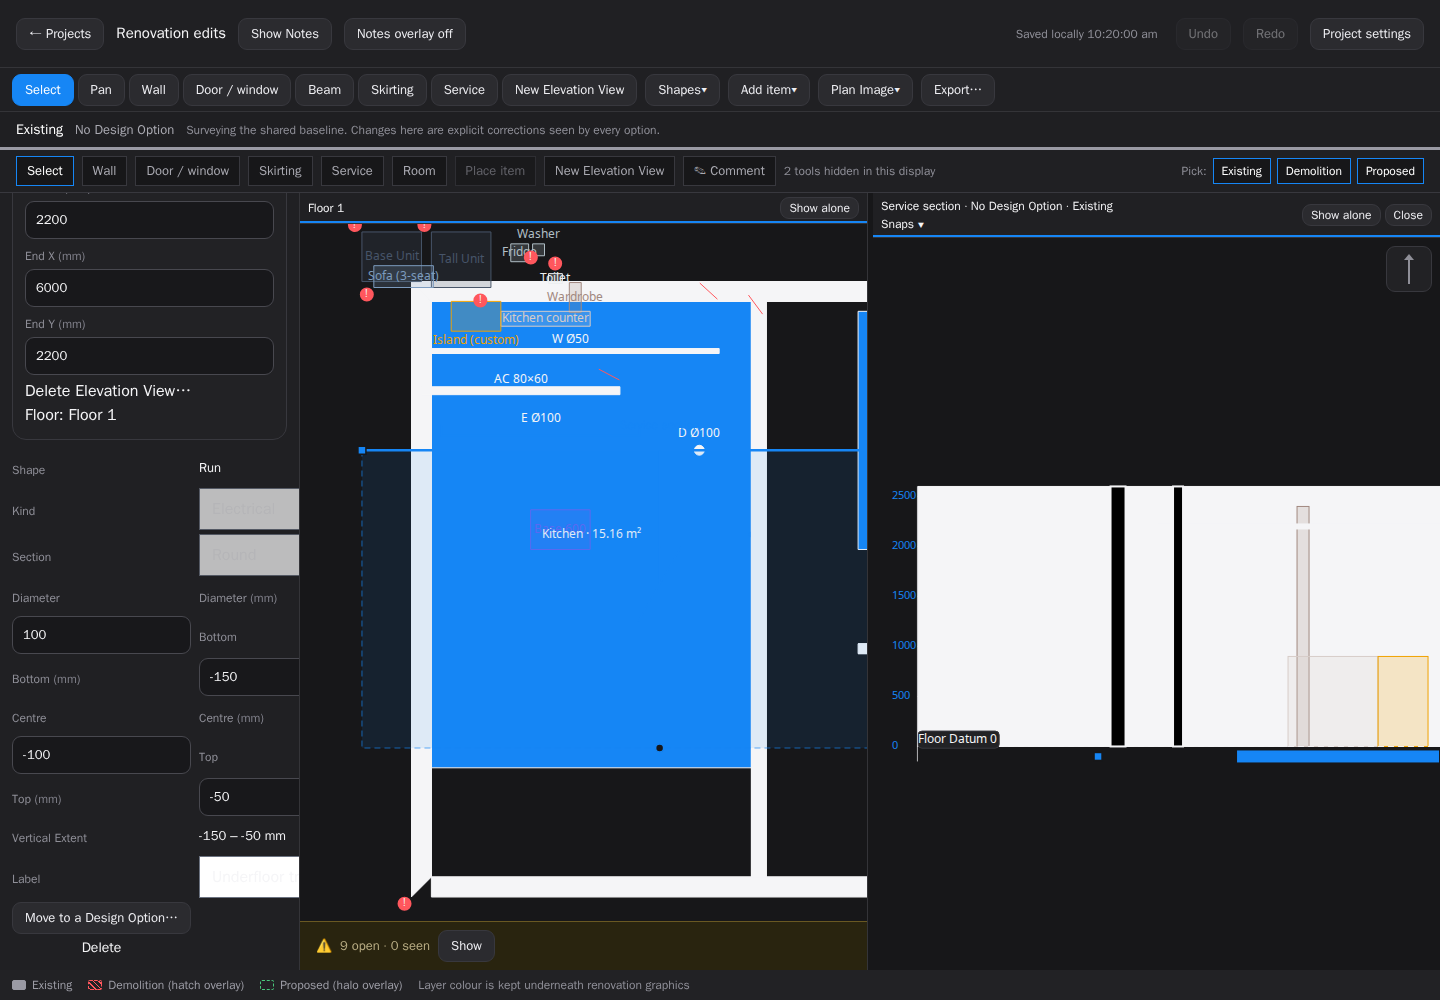 ← Projects
Renovation edits
Show Notes
Notes overlay off
Saved locally 10:20:00 am
Undo
Redo
Project settings
Select
Pan
Wall
Door / window
Beam
Skirting
Service
New Elevation View
Shapes▾
Add item▾
Plan Image▾
Export⋯
Existing
No Design Option
Surveying the shared baseline. Changes here are explicit corrections seen by every option.
Select
Wall
Door / window
Skirting
Service
Room
Place item
New Elevation View
✎ Comment
2 tools hidden in this display
Pick:
Existing
Demolition
Proposed
2200
End X (mm)
6000
End Y (mm)
2200
Delete Elevation View⋯
Floor: Floor 1
Shape
Run
Kind
Electrical
Section
Round
Diameter
Diameter (mm)
100
Bottom
Bottom (mm)
-150
Centre
Centre (mm)
-100
Top
Top (mm)
-50
Vertical Extent
-150 – -50 mm
Label
Underfloor
Move to a Design Option⋯
Delete
Floor 1
Show alone
Washer
Fridge
Base Unit
Tall Unit
Sofa (3-seat)
Toilet
Wardrobe
Kitchen counter
Island (custom)
W Ø50
AC 80×60
E Ø100
D Ø100
Kitchen · 15.16 m²
⚠️ 9 open · 0 seen
Show
Service section · No Design Option · Existing
Snaps ▾
Show alone
Close
2500
2000
1500
1000
500
0
Floor Datum 0
Existing
Demolition (hatch overlay)
Proposed (halo overlay)
Layer colour is kept underneath renovation graphics